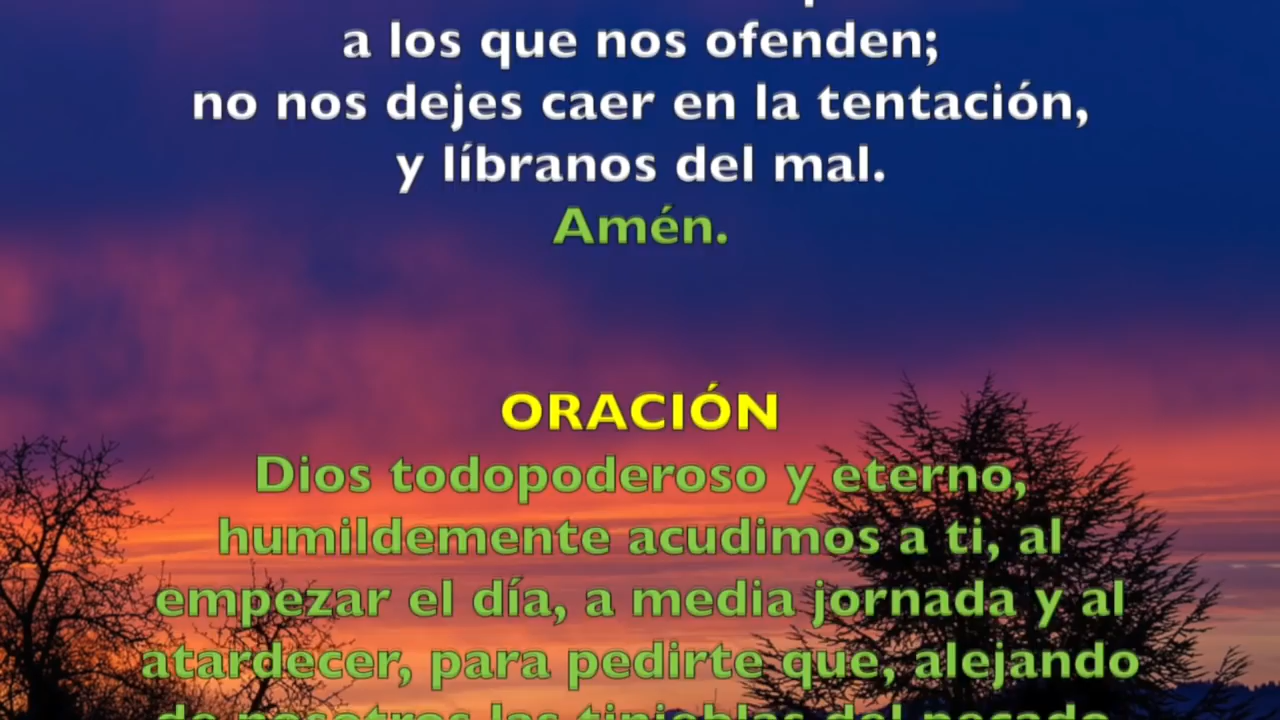 a los que nos ofenden;
no nos dejes caer en la tentación,
y líbranos del mal.
Amén.
ORACIÓN
Dios todopoderoso y eterno,
humildemente acudimos a ti, al
empezar el día, a media jornada y al
atardecer, para pedirte que, alejando
de nosotros las tinieblas del pecado,